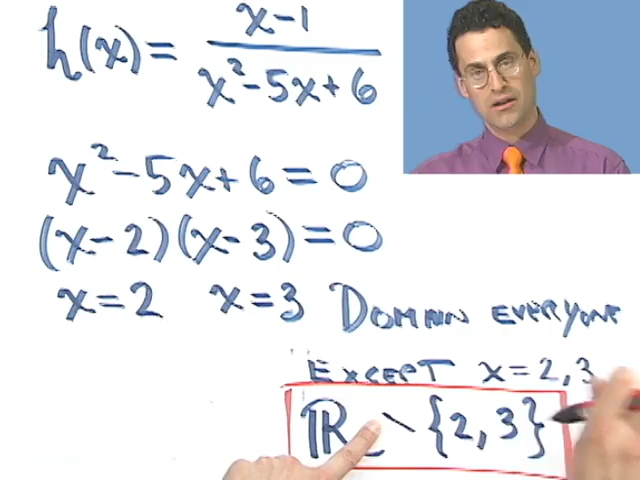 h(x) = x-1 / x²-5x+6
x²-5x+6=0
(x-2)(x-3)=0
x=2 x=3 DOMAIN EVERYONE
EXCEPT x=2,3
ℝ \ {2,3}